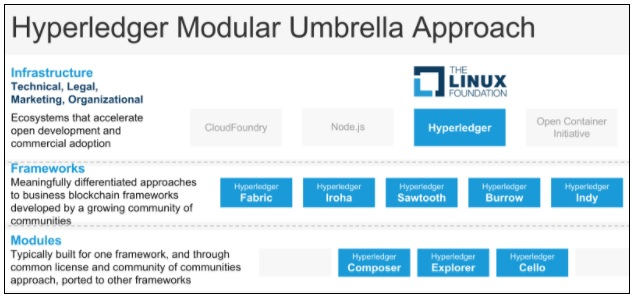 Hyperledger Modular Umbrella Approach
Infrastructure
Technical, Legal,
Marketing, Organizational
Ecosystems that accelerate
open development and
commercial adoption
THE
LINUX
FOUNDATION
CloudFoundry
Node.js
Hyperledger
Open Container
Initiative
Frameworks
Meaningfully differentiated approaches
to business blockchain frameworks
developed by a growing community of
communities
Hyperledger
Fabric
Hyperledger
Iroha
Hyperledger
Sawtooth
Hyperledger
Burrow
Hyperledger
Indy
Modules
Typically built for one framework, and through
common license and community of communities
approach, ported to other frameworks
Hyperledger
Composer
Hyperledger
Explorer
Hyperledger
Cello